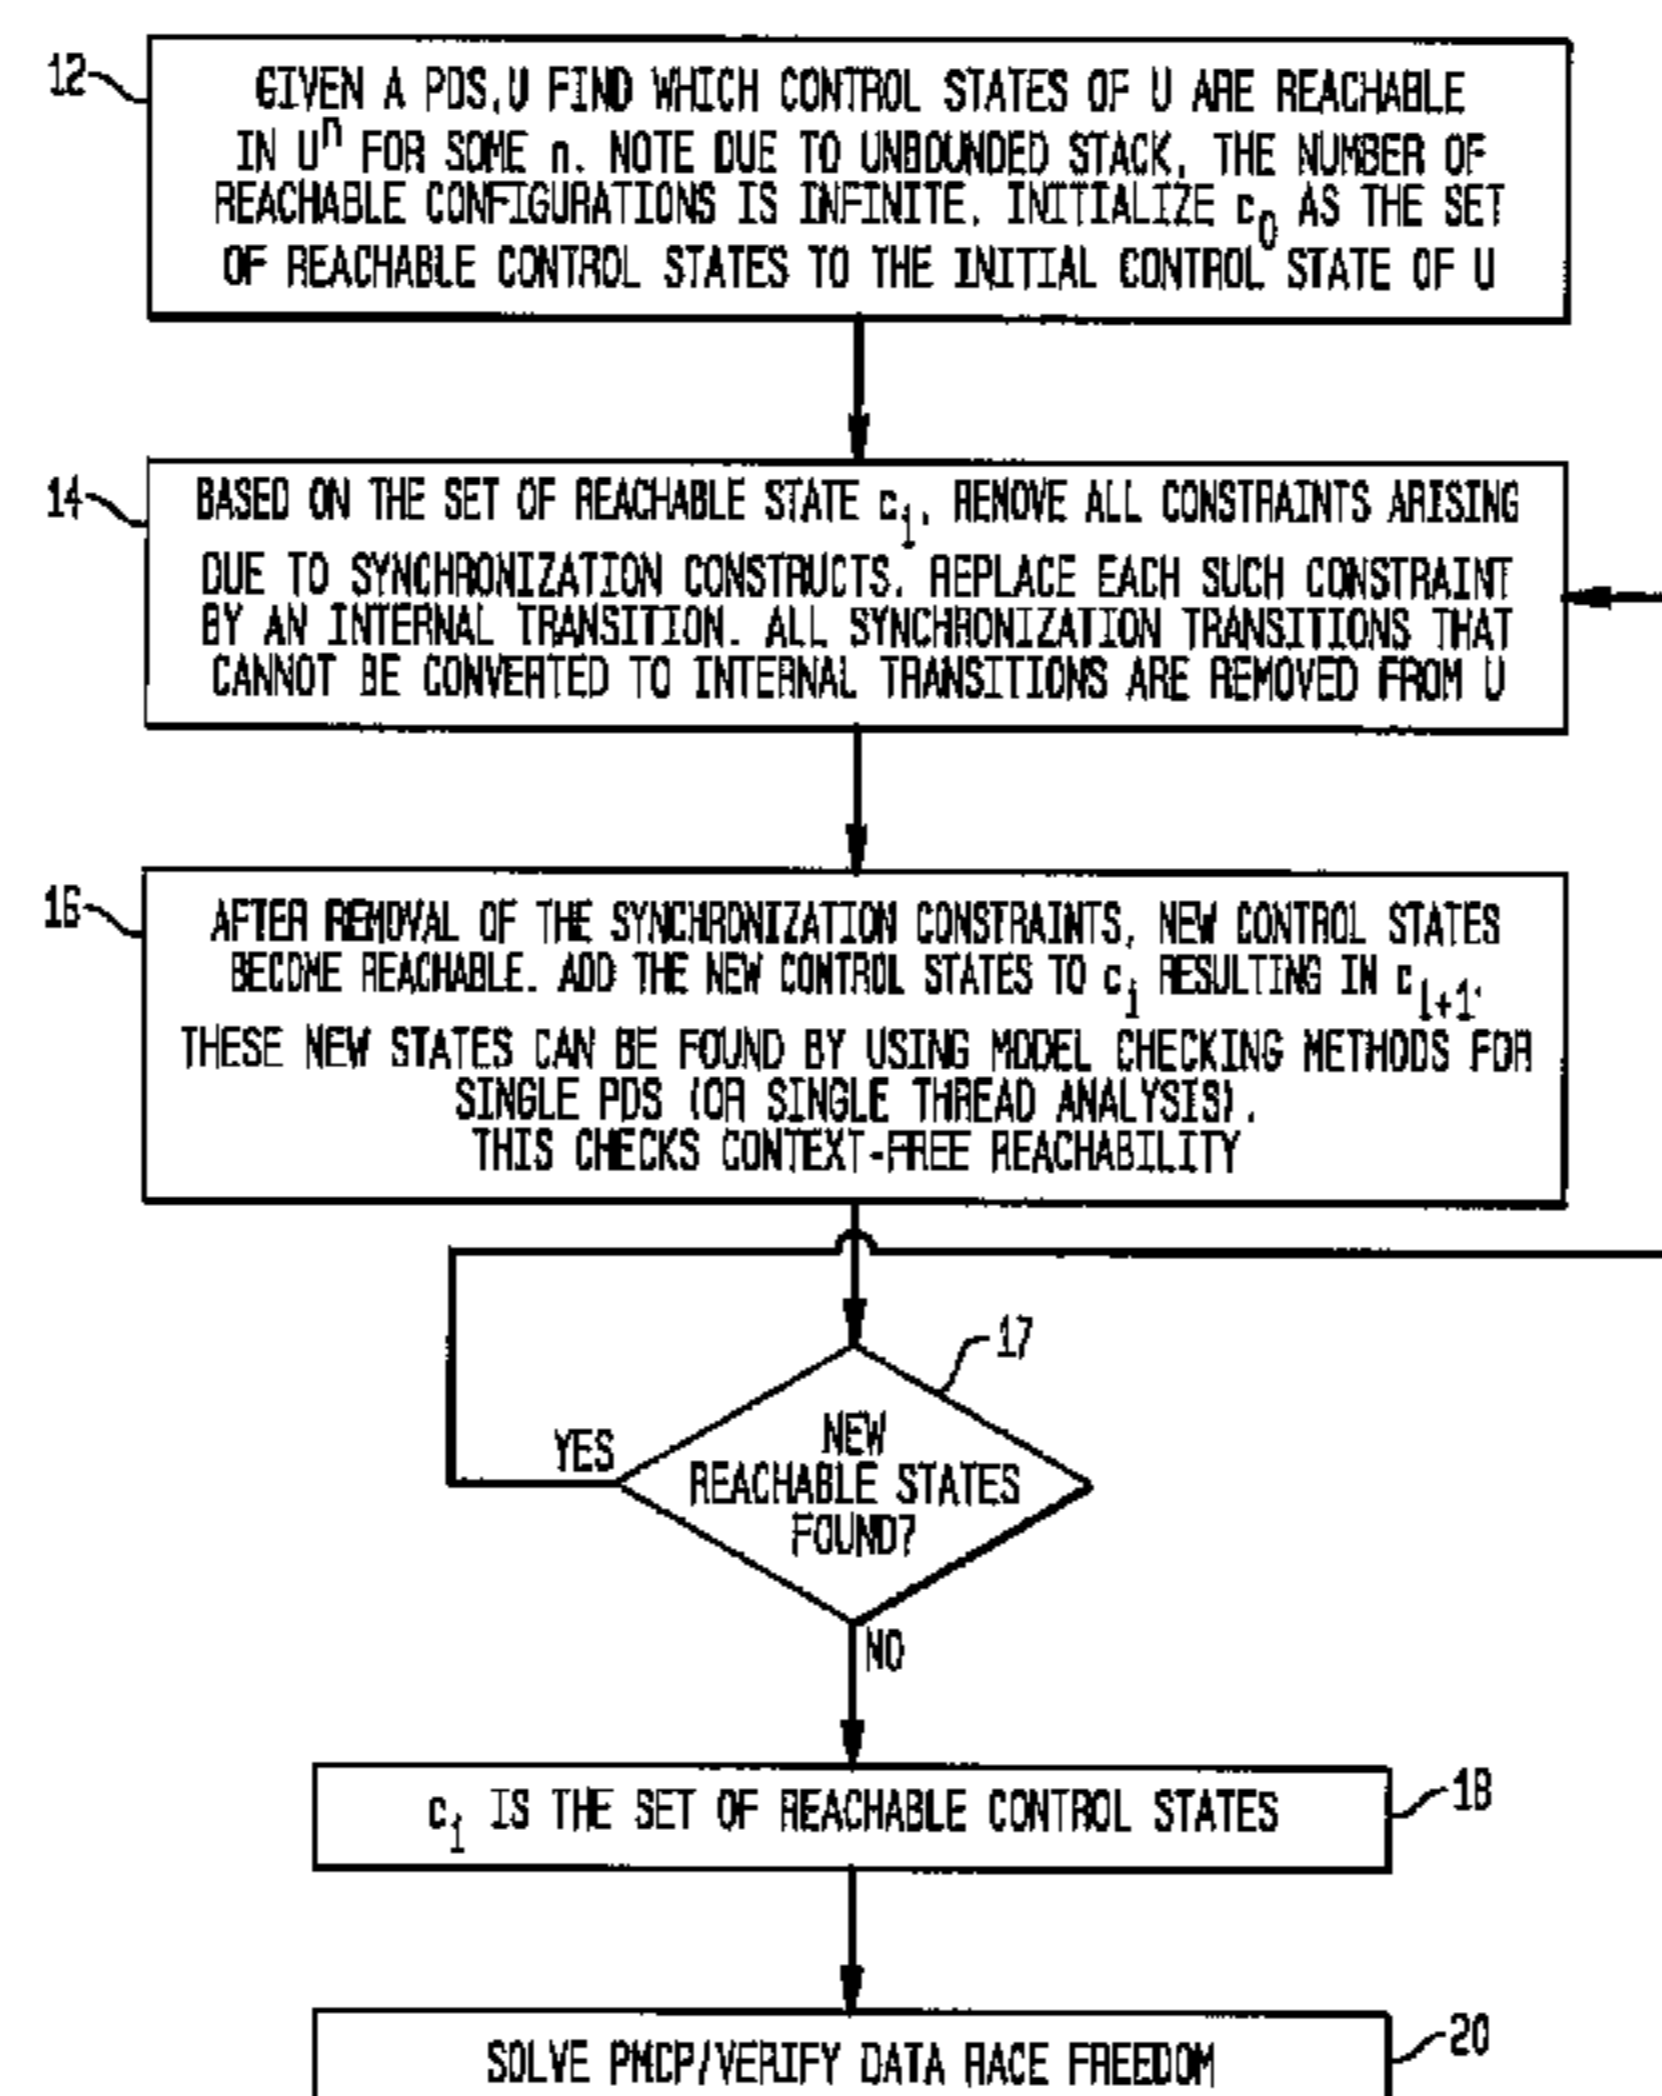 12
GIVEN A PDS,U FIND WHICH CONTROL STATES OF U ARE REACHABLE
IN Uⁿ FOR SOME n. NOTE DUE TO UNBOUNDED STACK, THE NUMBER OF
REACHABLE CONFIGURATIONS IS INFINITE. INITIALIZE c₀ AS THE SET
OF REACHABLE CONTROL STATES TO THE INITIAL CONTROL STATE OF U
14
BASED ON THE SET OF REACHABLE STATE cᵢ, REMOVE ALL CONSTRAINTS ARISING
DUE TO SYNCHRONIZATION CONSTRUCTS. REPLACE EACH SUCH CONSTRAINT
BY AN INTERNAL TRANSITION. ALL SYNCHRONIZATION TRANSITIONS THAT
CANNOT BE CONVERTED TO INTERNAL TRANSITIONS ARE REMOVED FROM U
16
AFTER REMOVAL OF THE SYNCHRONIZATION CONSTRAINTS, NEW CONTROL STATES
BECOME REACHABLE. ADD THE NEW CONTROL STATES TO cᵢ RESULTING IN cᵢ₊₁.
THESE NEW STATES CAN BE FOUND BY USING MODEL CHECKING METHODS FOR
SINGLE PDS (OR SINGLE THREAD ANALYSIS).
THIS CHECKS CONTEXT-FREE REACHABILITY
17
YES
NEW
REACHABLE STATES
FOUND?
NO
cᵢ IS THE SET OF REACHABLE CONTROL STATES
18
SOLVE PMCP/VERIFY DATA RACE FREEDOM
20